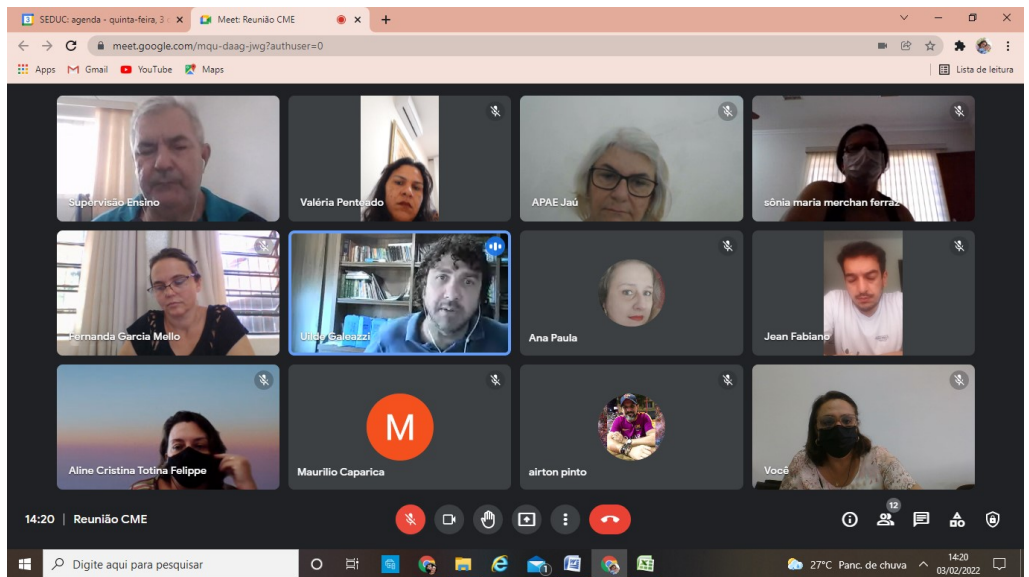 SEDUC: agenda - quinta-feira, 3
Meet: Reunião CME
meet.google.com/mqu-daag-jwg?authuser=0
Apps
Gmail
YouTube
Maps
Lista de leitura
Supervisão Ensino
Valéria Penteado
APAE Jaú
sônia maria merchan ferraz
Fernanda Garcia Mello
Uilde Galeazzi
Ana Paula
Jean Fabiano
Aline Cristina Totina Felippe
M
Maurilio Caparica
airton pinto
Você
14:20 | Reunião CME
12
Digite aqui para pesquisar
27°C Panc. de chuva
14:20
03/02/2022